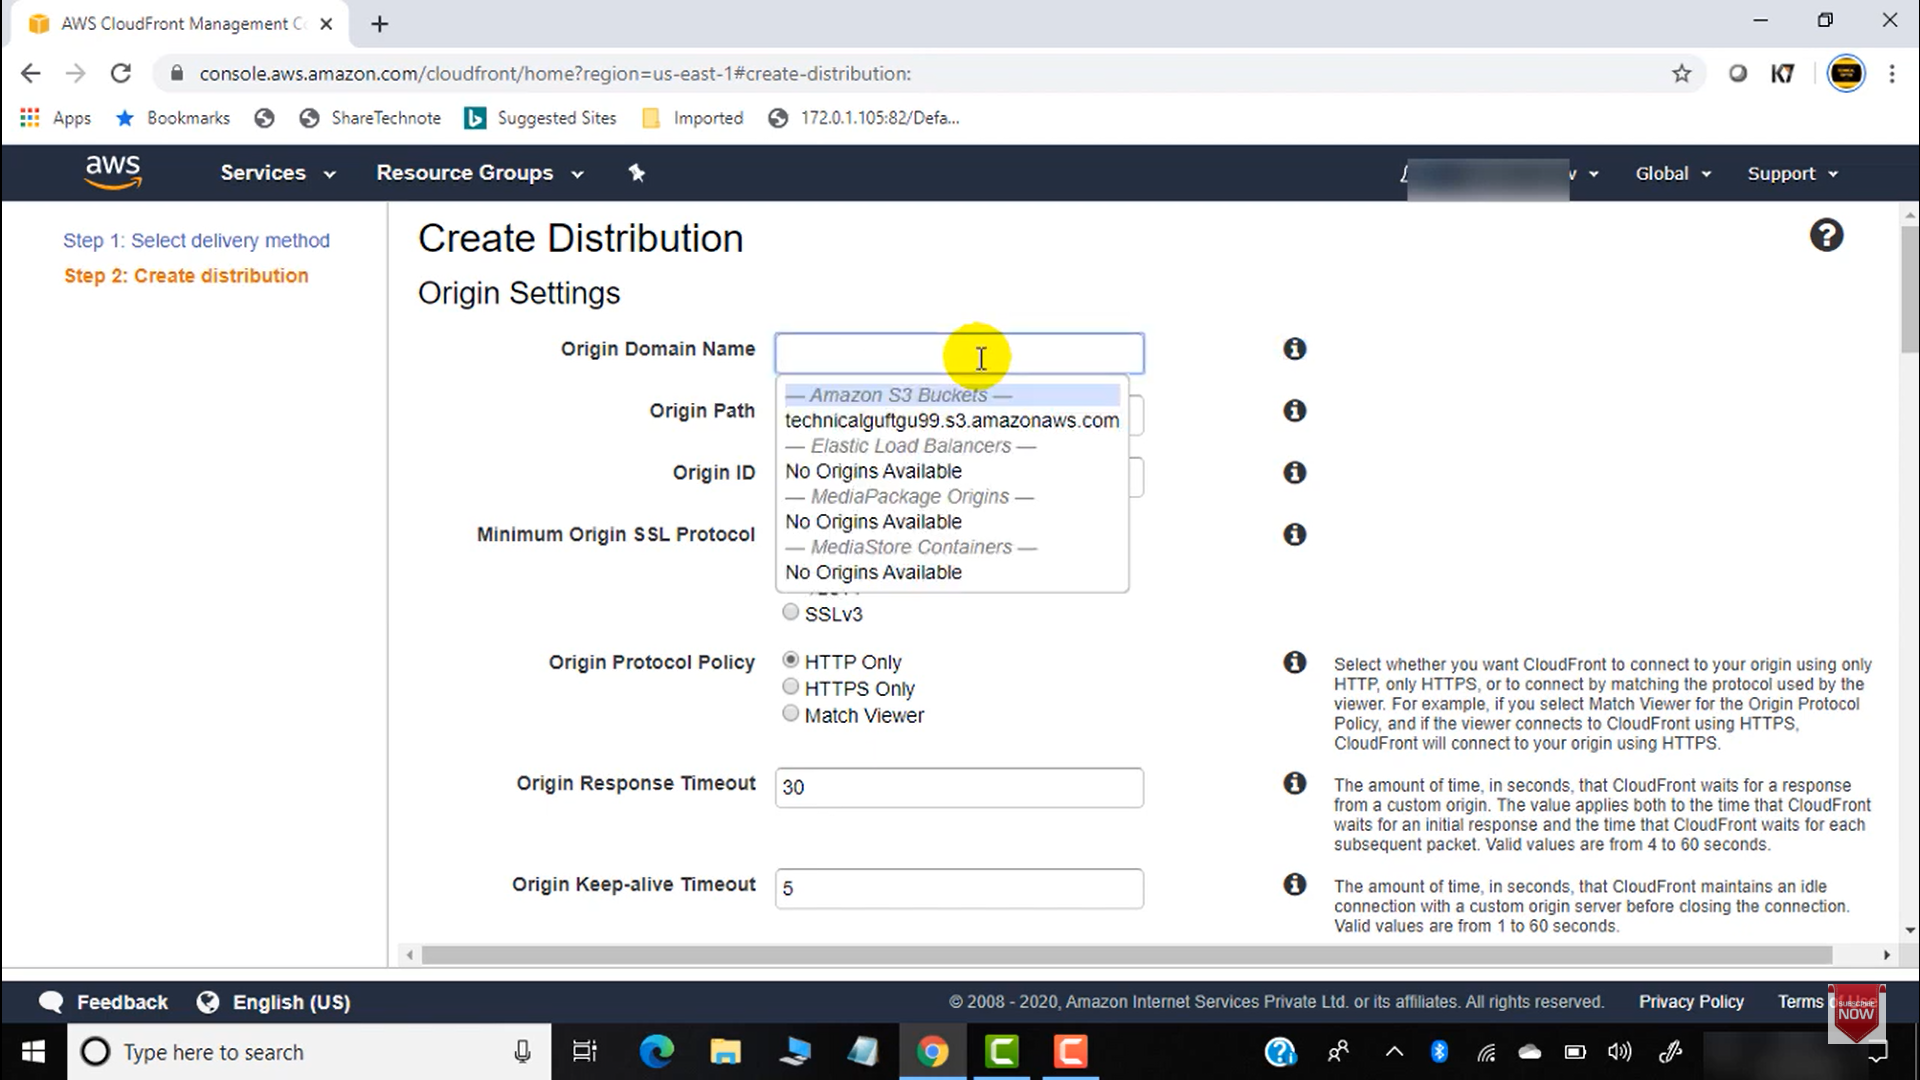 AWS CloudFront Management C
console.aws.amazon.com/cloudfront/home?region=us-east-1#create-distribution:
K7
Apps
Bookmarks
ShareTechnote
Suggested Sites
Imported
172.0.1.105:82/Defa...
aws
Services
Resource Groups
Global
Support
Step 1: Select delivery method
Step 2: Create distribution
Create Distribution
Origin Settings
Origin Domain Name
— Amazon S3 Buckets —
technicalguftgu99.s3.amazonaws.com
— Elastic Load Balancers —
No Origins Available
— MediaPackage Origins —
No Origins Available
— MediaStore Containers —
No Origins Available
Origin Path
Origin ID
Minimum Origin SSL Protocol
SSLv3
Origin Protocol Policy
HTTP Only
HTTPS Only
Match Viewer
Select whether you want CloudFront to connect to your origin using only
HTTP, only HTTPS, or to connect by matching the protocol used by the
viewer. For example, if you select Match Viewer for the Origin Protocol
Policy, and if the viewer connects to CloudFront using HTTPS,
CloudFront will connect to your origin using HTTPS.
Origin Response Timeout
30
The amount of time, in seconds, that CloudFront waits for a response
from a custom origin. The value applies both to the time that CloudFront
waits for an initial response and the time that CloudFront waits for each
subsequent packet. Valid values are from 4 to 60 seconds.
Origin Keep-alive Timeout
5
The amount of time, in seconds, that CloudFront maintains an idle
connection with a custom origin server before closing the connection.
Valid values are from 1 to 60 seconds.
Feedback
English (US)
© 2008 - 2020, Amazon Internet Services Private Ltd. or its affiliates. All rights reserved.
Privacy Policy
Terms
SUBSCRIBE
NOW
Type here to search